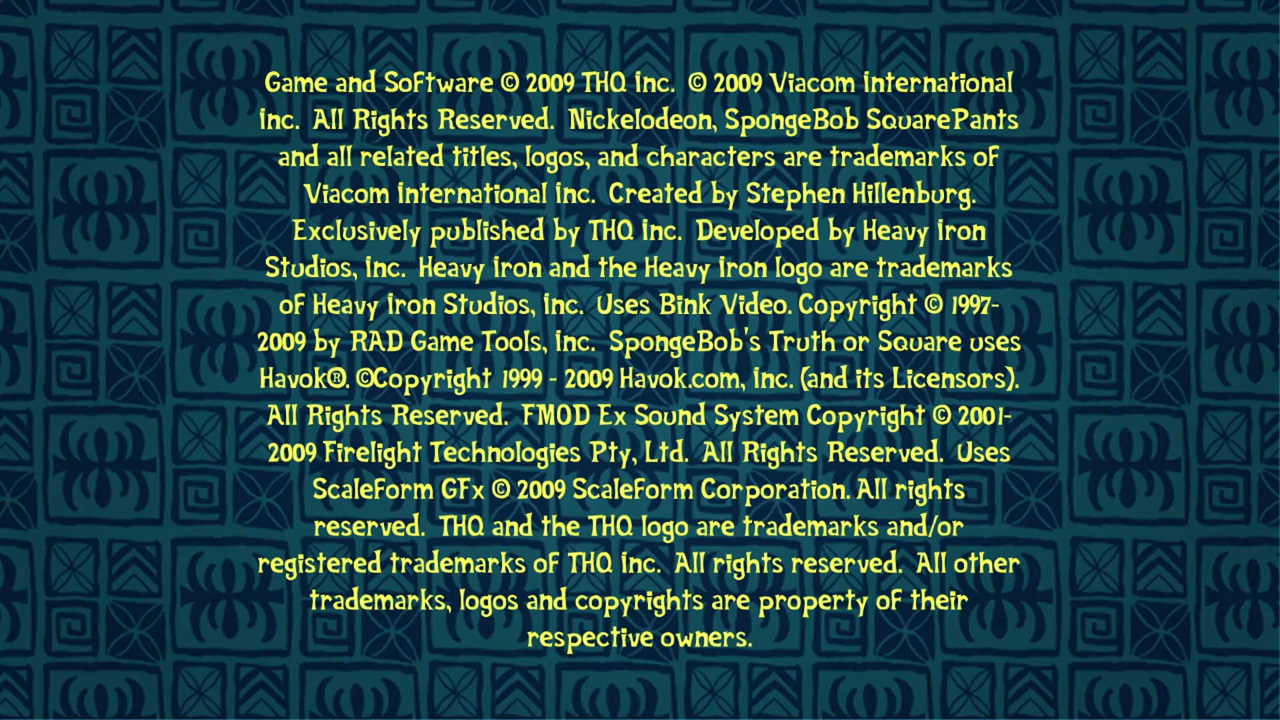 Game and Software © 2009 THQ Inc. © 2009 Viacom International
Inc. All Rights Reserved. Nickelodeon, SpongeBob SquarePants
and all related titles, logos, and characters are trademarks of
Viacom International Inc. Created by Stephen Hillenburg.
Exclusively published by THQ Inc. Developed by Heavy Iron
Studios, Inc. Heavy Iron and the Heavy Iron logo are trademarks
of Heavy Iron Studios, Inc. Uses Bink Video. Copyright © 1997-
2009 by RAD Game Tools, Inc. SpongeBob's Truth or Square uses
Havok®. ©Copyright 1999 - 2009 Havok.com, Inc. (and its Licensors).
All Rights Reserved. FMOD Ex Sound System Copyright © 2001-
2009 Firelight Technologies Pty, Ltd. All Rights Reserved. Uses
Scaleform GFx © 2009 Scaleform Corporation. All rights
reserved. THQ and the THQ logo are trademarks and/or
registered trademarks of THQ Inc. All rights reserved. All other
trademarks, logos and copyrights are property of their
respective owners.